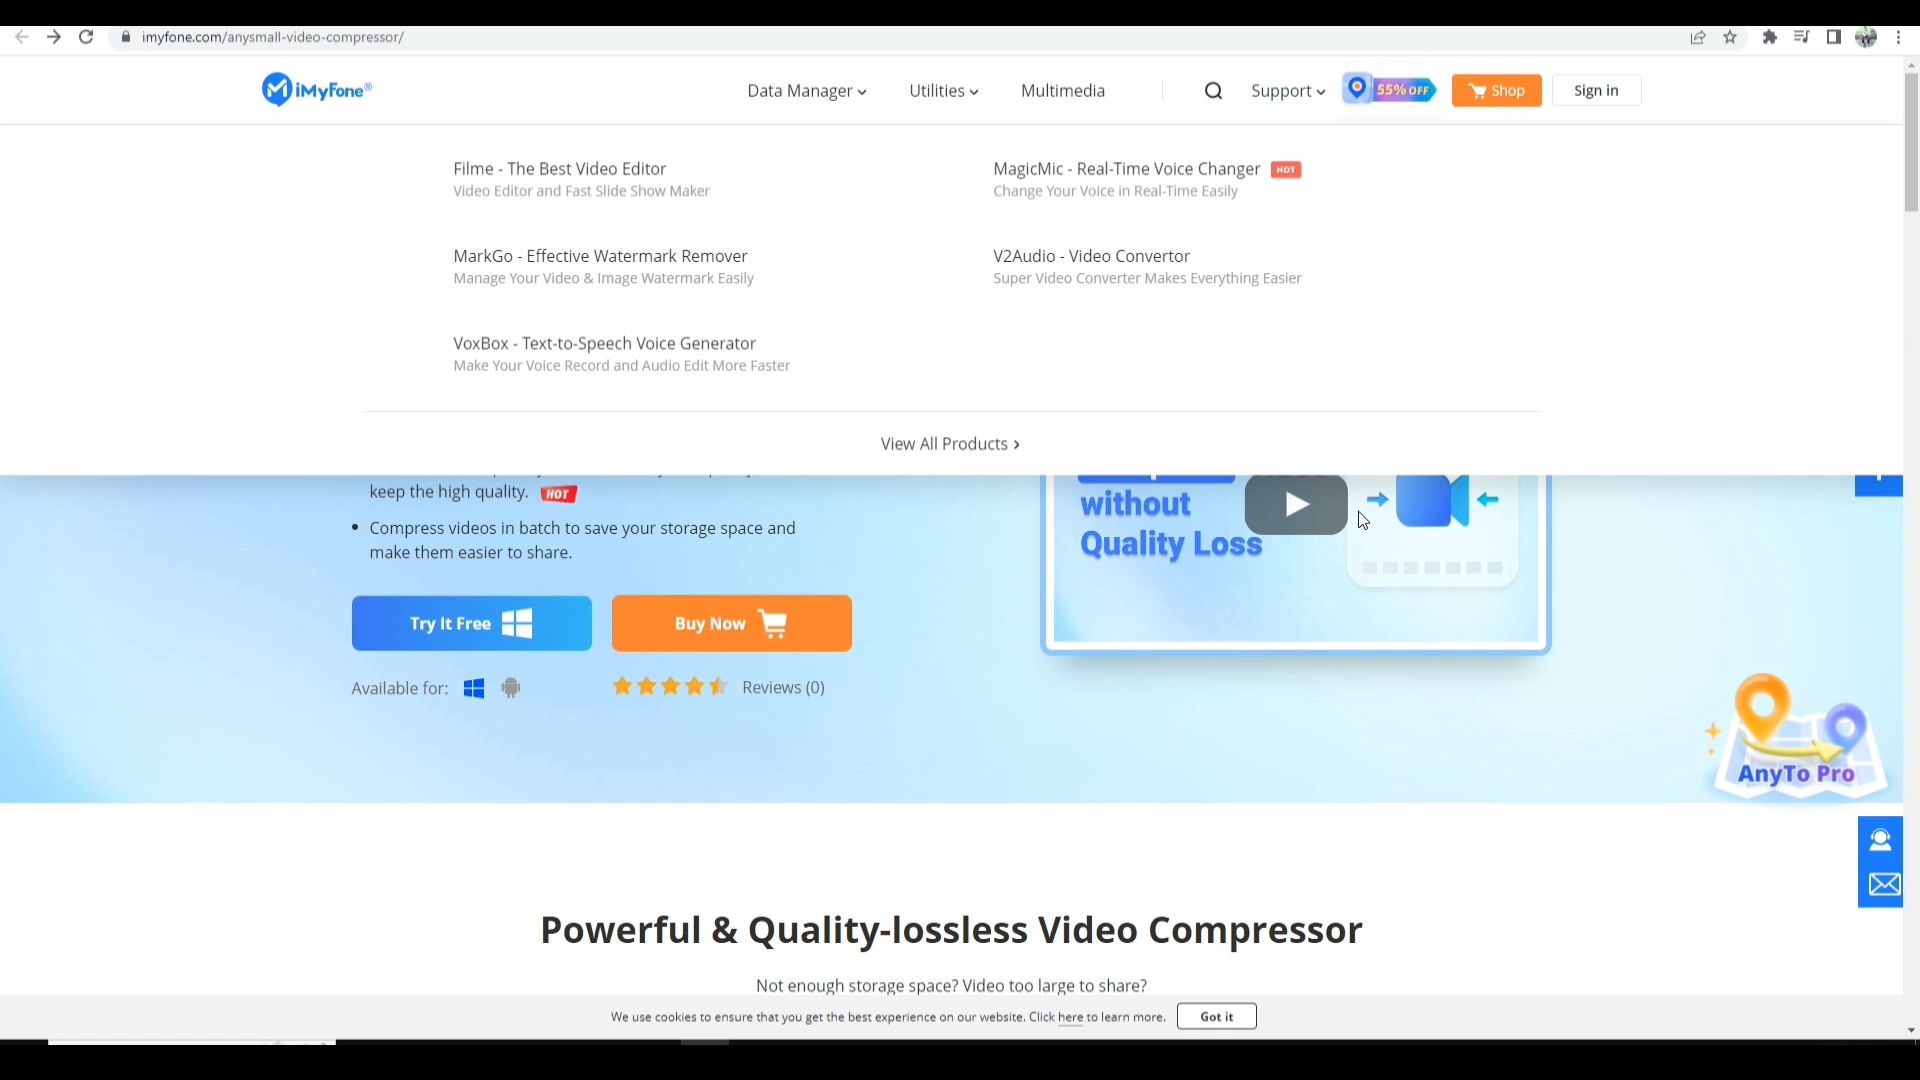 imyfone.com/anysmall-video-compressor/
iMyFone®
Data Manager
Utilities
Multimedia
Support
55% OFF
Shop
Sign in
Filme - The Best Video Editor
Video Editor and Fast Slide Show Maker
MagicMic - Real-Time Voice Changer HOT
Change Your Voice in Real-Time Easily
MarkGo - Effective Watermark Remover
Manage Your Video & Image Watermark Easily
V2Audio - Video Convertor
Super Video Converter Makes Everything Easier
VoxBox - Text-to-Speech Voice Generator
Make Your Voice Record and Audio Edit More Faster
View All Products
keep the high quality. HOT
• Compress videos in batch to save your storage space and
make them easier to share.
without
Quality Loss
Try It Free
Buy Now
Available for:
Reviews (0)
AnyTo Pro
Powerful & Quality-lossless Video Compressor
Not enough storage space? Video too large to share?
We use cookies to ensure that you get the best experience on our website. Click here to learn more.
Got it